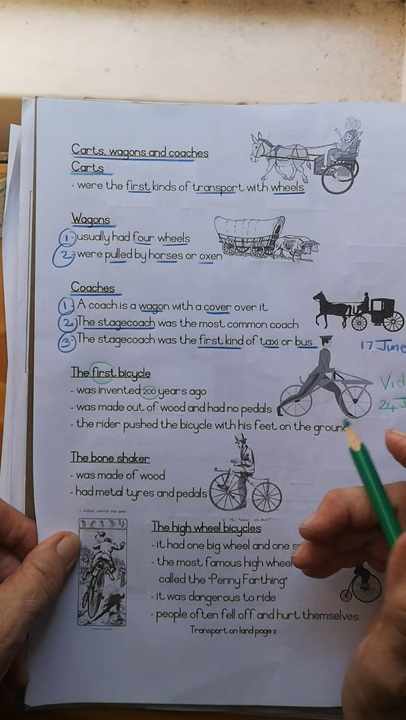 Carts, wagons and coaches
Carts
- were the first kinds of transport with wheels
Wagons
1 - usually had four wheels
2 - were pulled by horses or oxen
Coaches
1 - A coach is a wagon with a cover over it
2 - The stagecoach was the most common coach
3 - The stagecoach was the first kind of taxi or bus
17 June
The first bicycle
- was invented 200 years ago
- was made out of wood and had no pedals
- the rider pushed the bicycle with his feet on the ground
24
The bone shaker
- was made of wood
- had metal tyres and pedals
The high wheel bicycles
- it had one big wheel and one
- the most famous high wheel
called the "Penny Farthing"
- it was dangerous to ride
- people often fell off and hurt themselves
Transport on land page 2